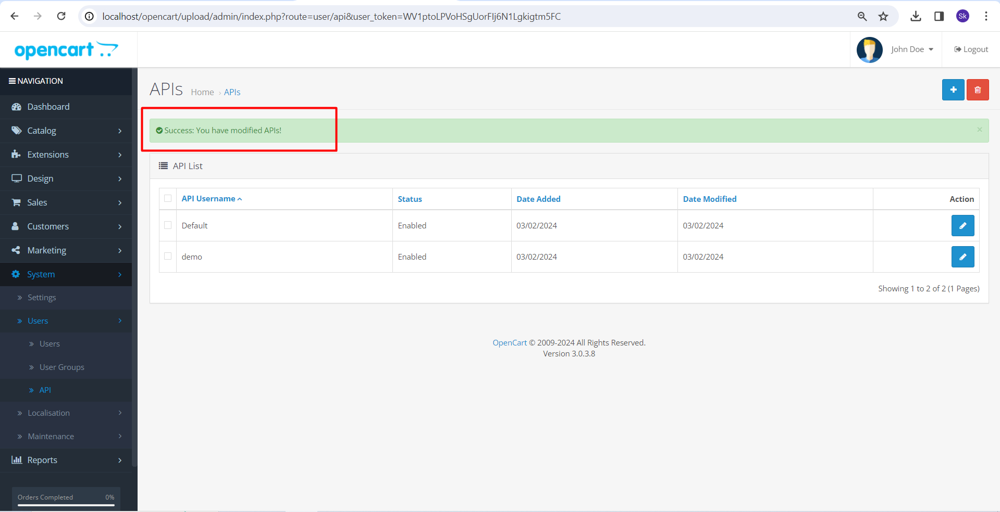 localhost/opencart/upload/admin/index.php?route=user/api&user_token=WV1ptoLPVoHSgUorFIj6N1Lgkigtm5FC
Sk
opencart
John Doe
Logout
NAVIGATION
Dashboard
Catalog
Extensions
Design
Sales
Customers
Marketing
System
Settings
Users
Users
User Groups
API
Localisation
Maintenance
Reports
Orders Completed 0%
APIs Home › APIs
Success: You have modified APIs!
×
API List
API Username Status Date Added Date Modified Action
Default Enabled 03/02/2024 03/02/2024
demo Enabled 03/02/2024 03/02/2024
Showing 1 to 2 of 2 (1 Pages)
OpenCart © 2009-2024 All Rights Reserved.
Version 3.0.3.8